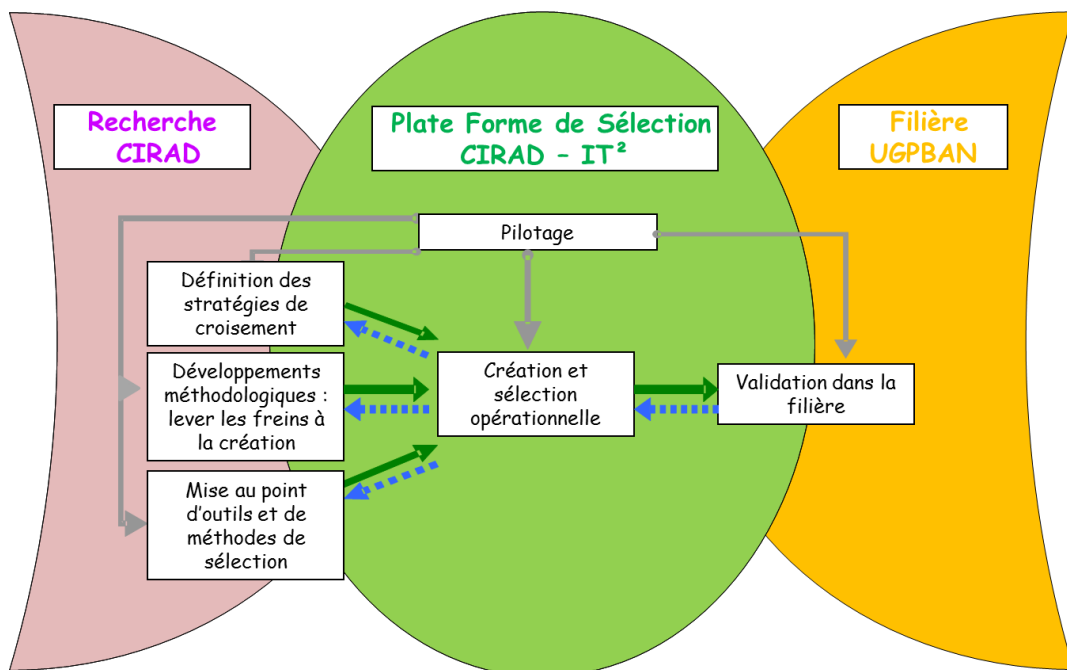 Recherche
CIRAD
Plate Forme de Sélection
CIRAD – IT²
Filière
UGPBAN
Pilotage
Définition des
stratégies de
croisement
Développements
méthodologiques :
lever les freins à
la création
Mise au point
d'outils et de
méthodes de
sélection
Création et
sélection
opérationnelle
Validation dans la
filière